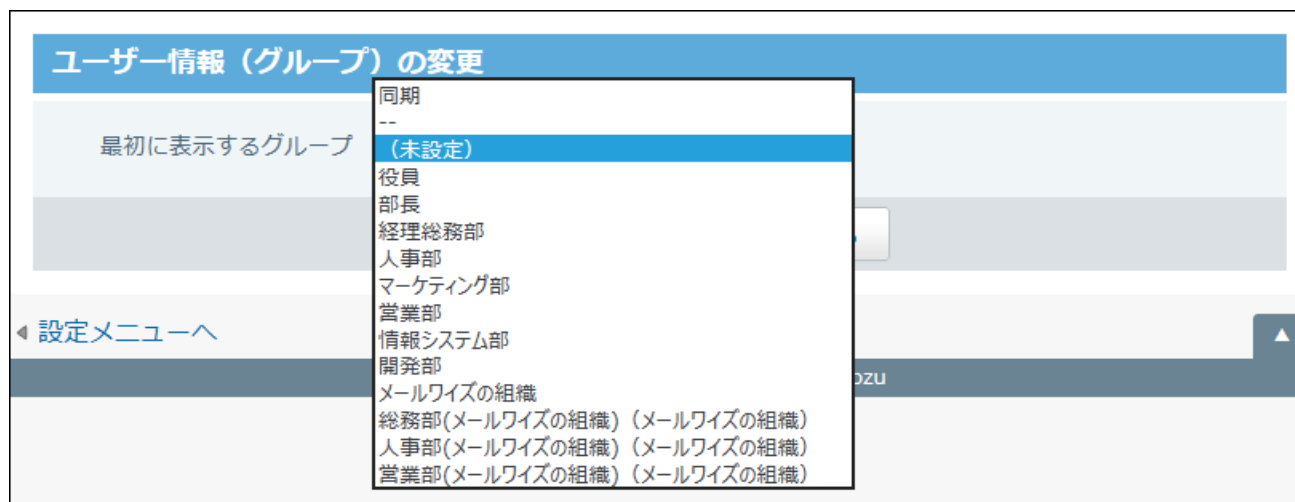 ユーザー情報（グループ）の変更
同期
--
最初に表示するグループ
（未設定）
役員
部長
経理総務部
人事部
マーケティング部
営業部
設定メニューへ
情報システム部
開発部
メールワイズの組織
総務部(メールワイズの組織)（メールワイズの組織）
人事部(メールワイズの組織)（メールワイズの組織）
営業部(メールワイズの組織)（メールワイズの組織）